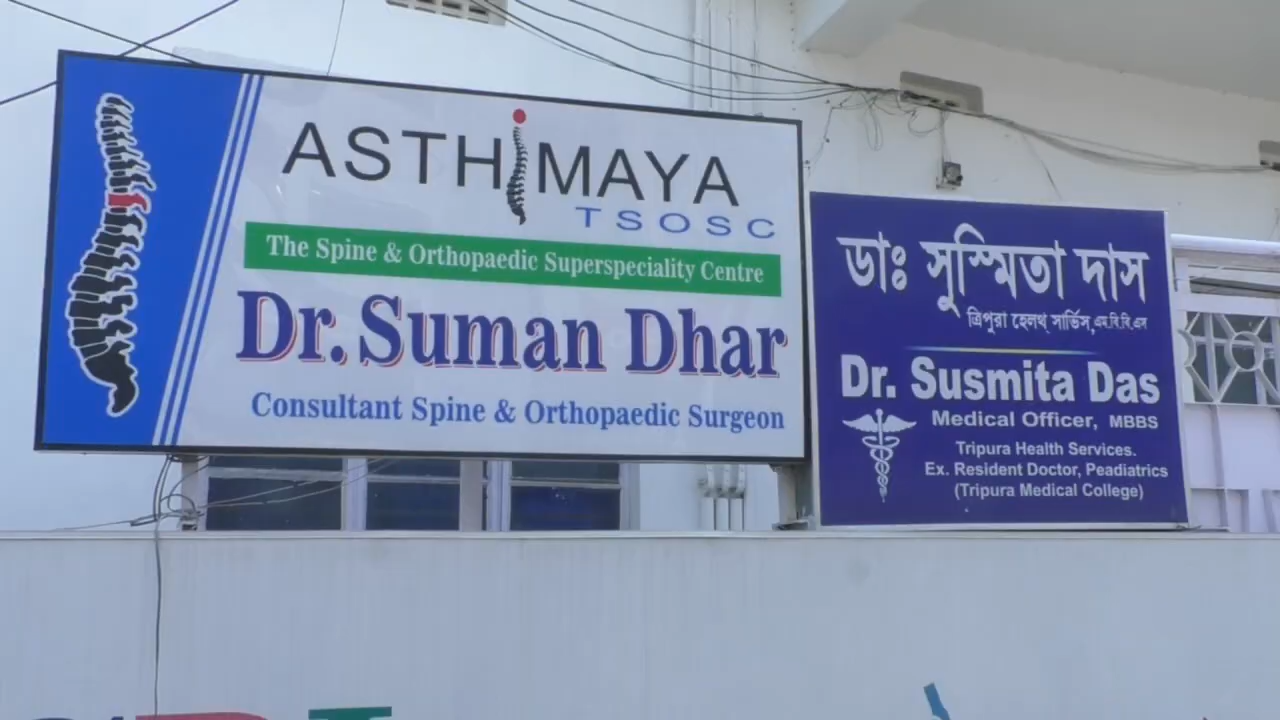 ASTHIMAYA
TSOSC
The Spine & Orthopaedic Superspeciality Centre
Dr. Suman Dhar
Consultant Spine & Orthopaedic Surgeon
ডাঃ সুস্মিতা দাস
ত্রিপুরা হেলথ্ সার্ভিস, এম.বি.বি.এস
Dr. Susmita Das
Medical Officer, MBBS
Tripura Health Services.
Ex. Resident Doctor, Peadiatrics
(Tripura Medical College)